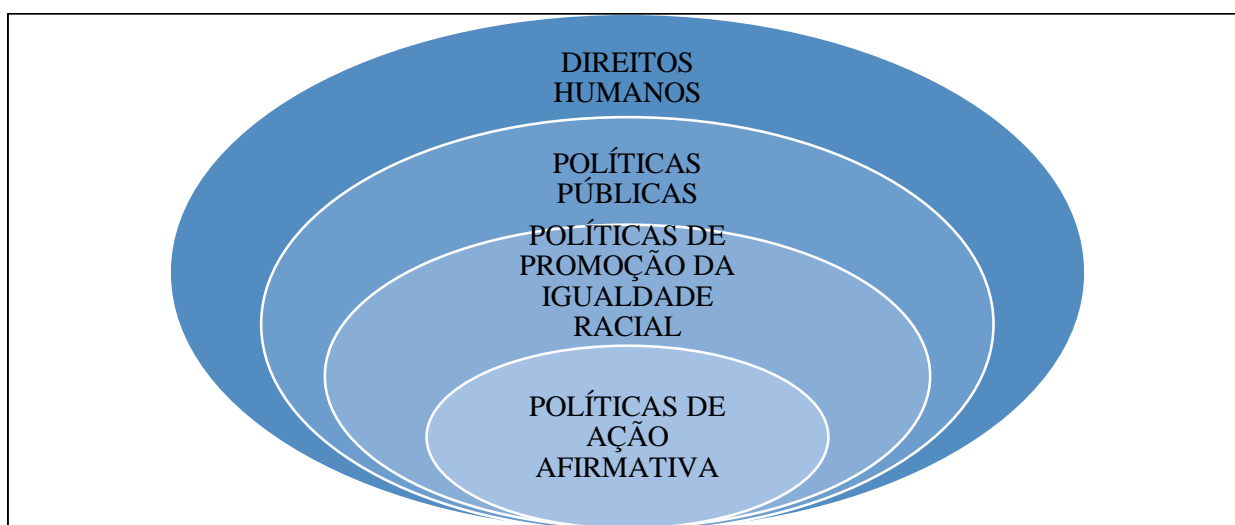 DIREITOS
HUMANOS
POLÍTICAS
PÚBLICAS
POLÍTICAS DE
PROMOÇÃO DA
IGUALDADE
RACIAL
POLÍTICAS DE
AÇÃO
AFIRMATIVA